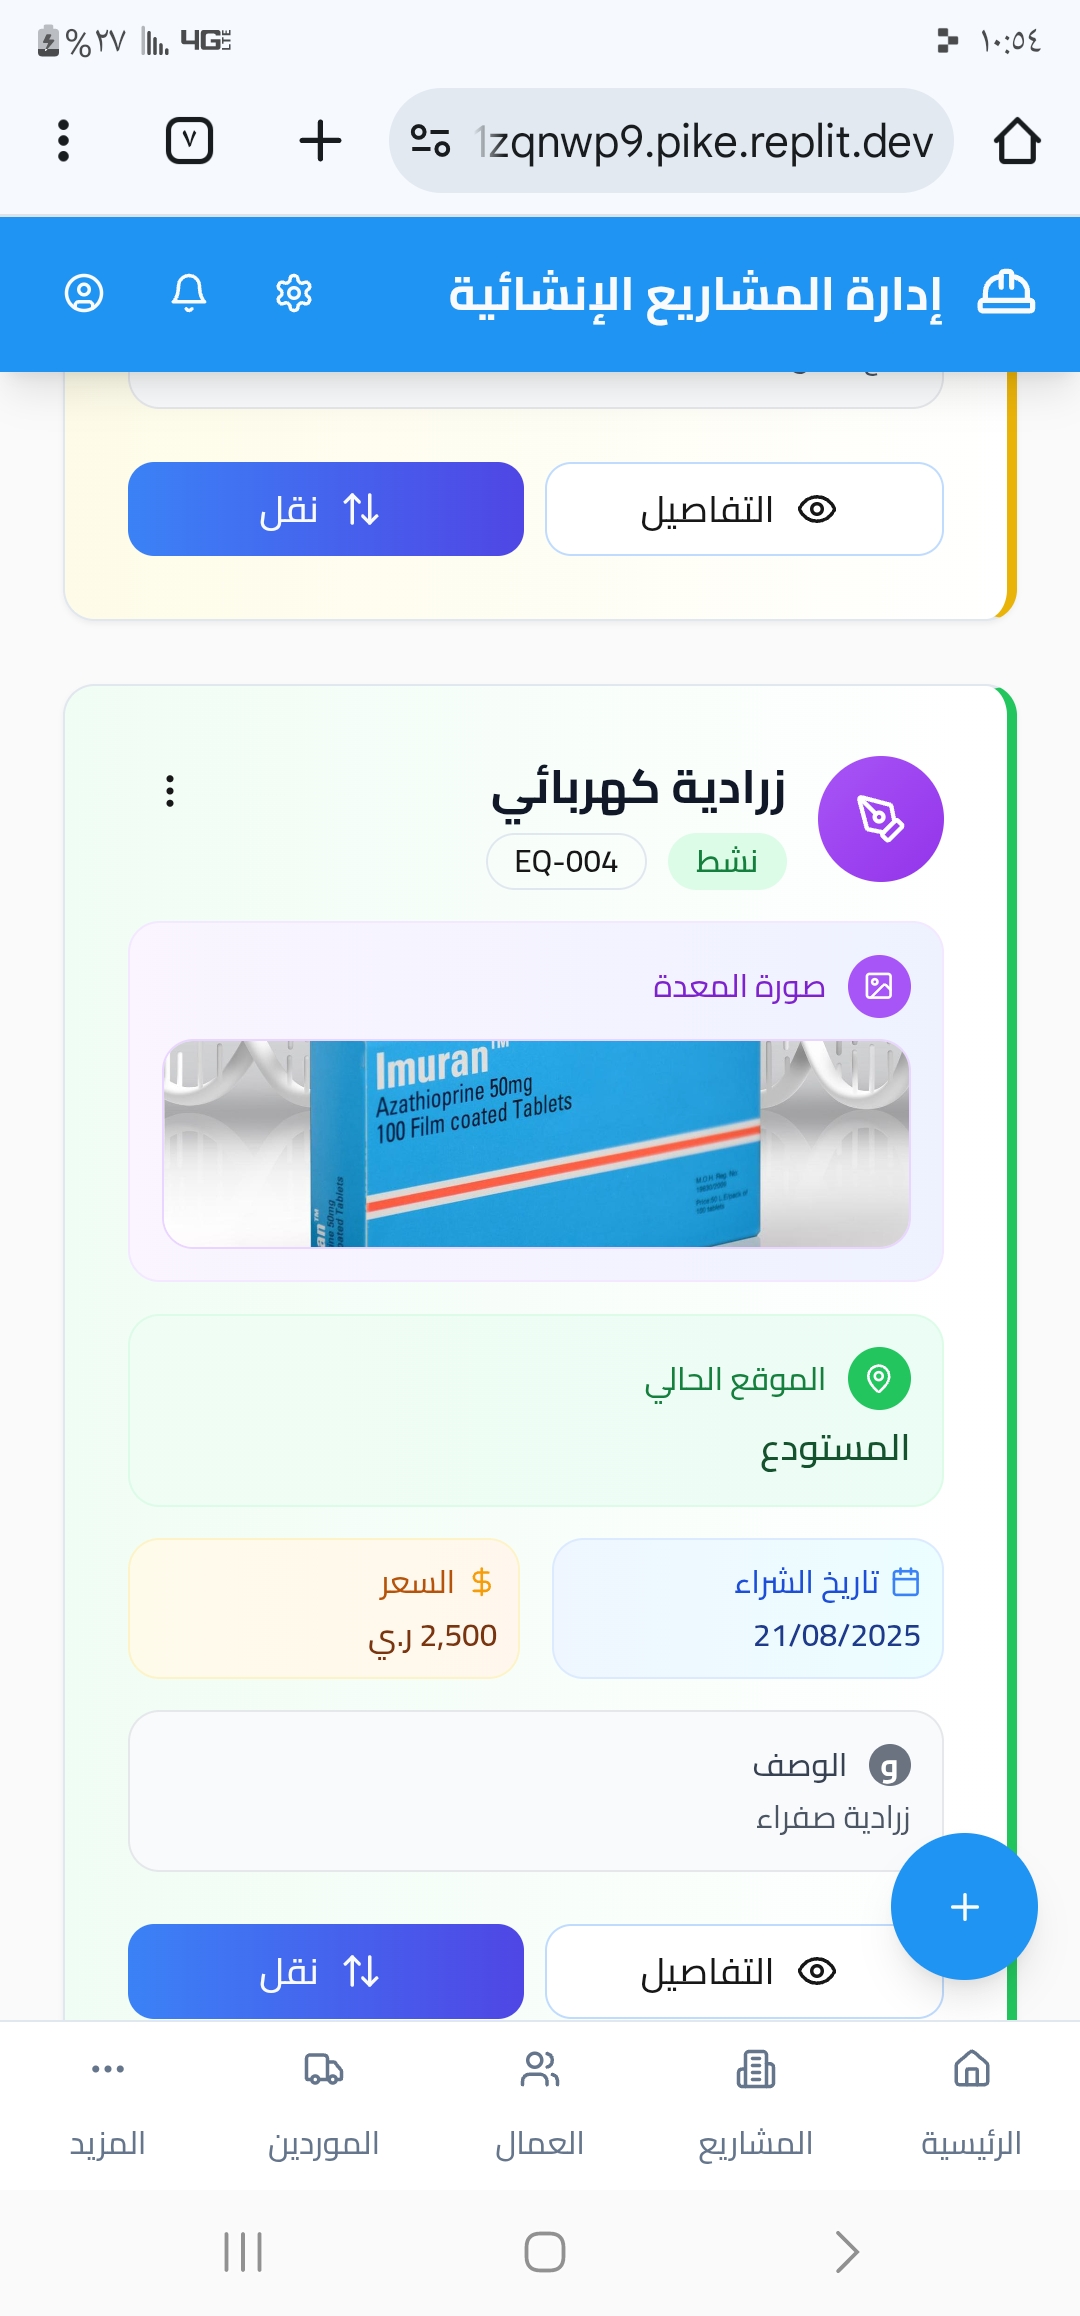 ١٠:٥٤
4G LTE
%٢٧
٧
1zqnwp9.pike.replit.dev
إدارة المشاريع الإنشائية
التفاصيل
نقل
زرادية كهربائي
نشط
EQ-004
صورة المعدة
Imuran™
Azathioprine 50mg
100 Film coated Tablets
الموقع الحالي
المستودع
تاريخ الشراء
21/08/2025
$ السعر
2,500 ر.ي
و الوصف
زرادية صفراء
التفاصيل
نقل
الرئيسية
المشاريع
العمال
الموردين
المزيد